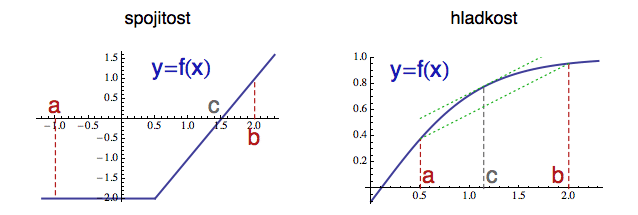 spojitost
y=f(x)
1.5
1.0
0.5
a
c
-1.0 -0.5 0.5 1.0 1.5 2.0
b
-0.5
-1.0
-1.5
-2.0
hladkost
y=f(x)
1.0
0.8
0.6
0.4
0.2
a c b
0.5 1.0 1.5 2.0